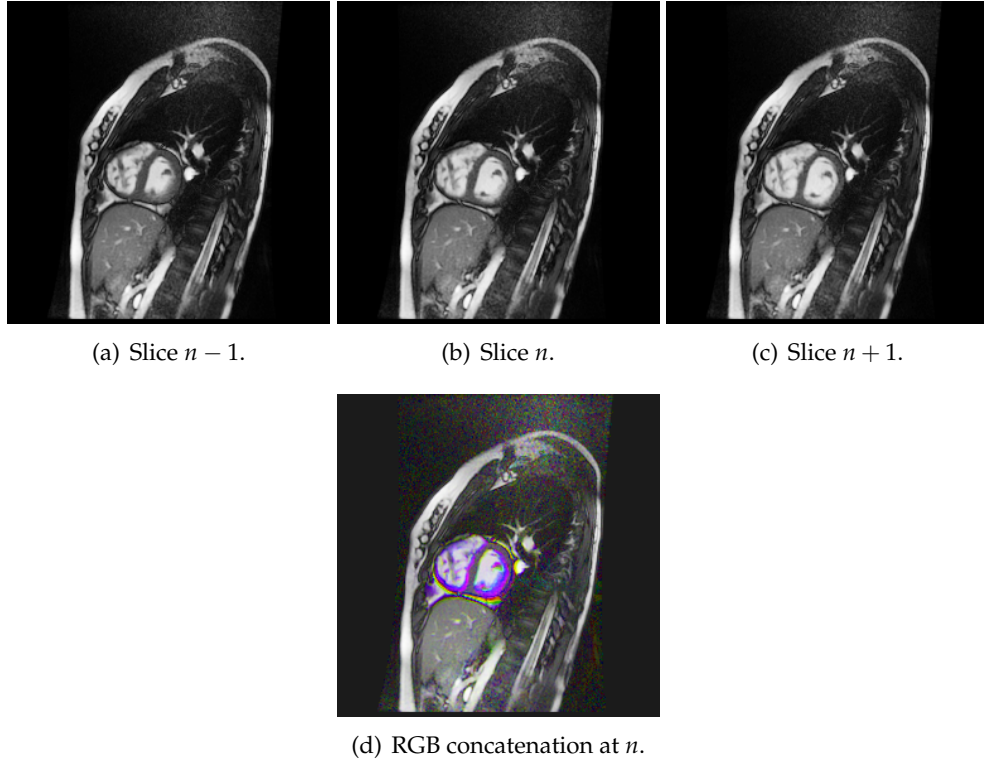 (a) Slice n − 1.
(b) Slice n.
(c) Slice n + 1.
(d) RGB concatenation at n.